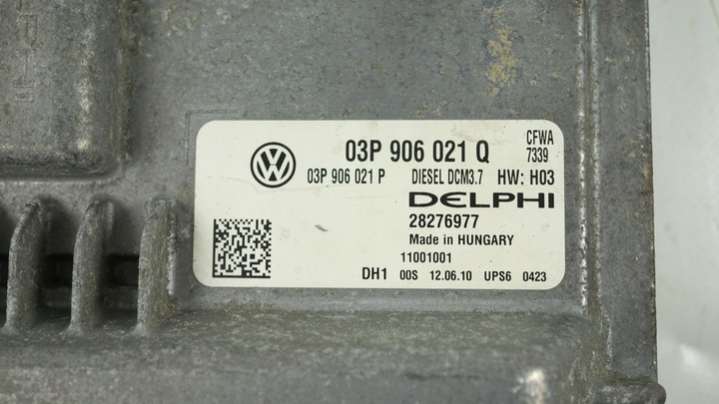 03P 906 021 Q
CFWA
7339
03P 906 021 P DIESEL DCM3.7 HW: H03
DELPHI
28276977
Made in HUNGARY
11001001
DH1 00S 12.06.10 UPS6 0423